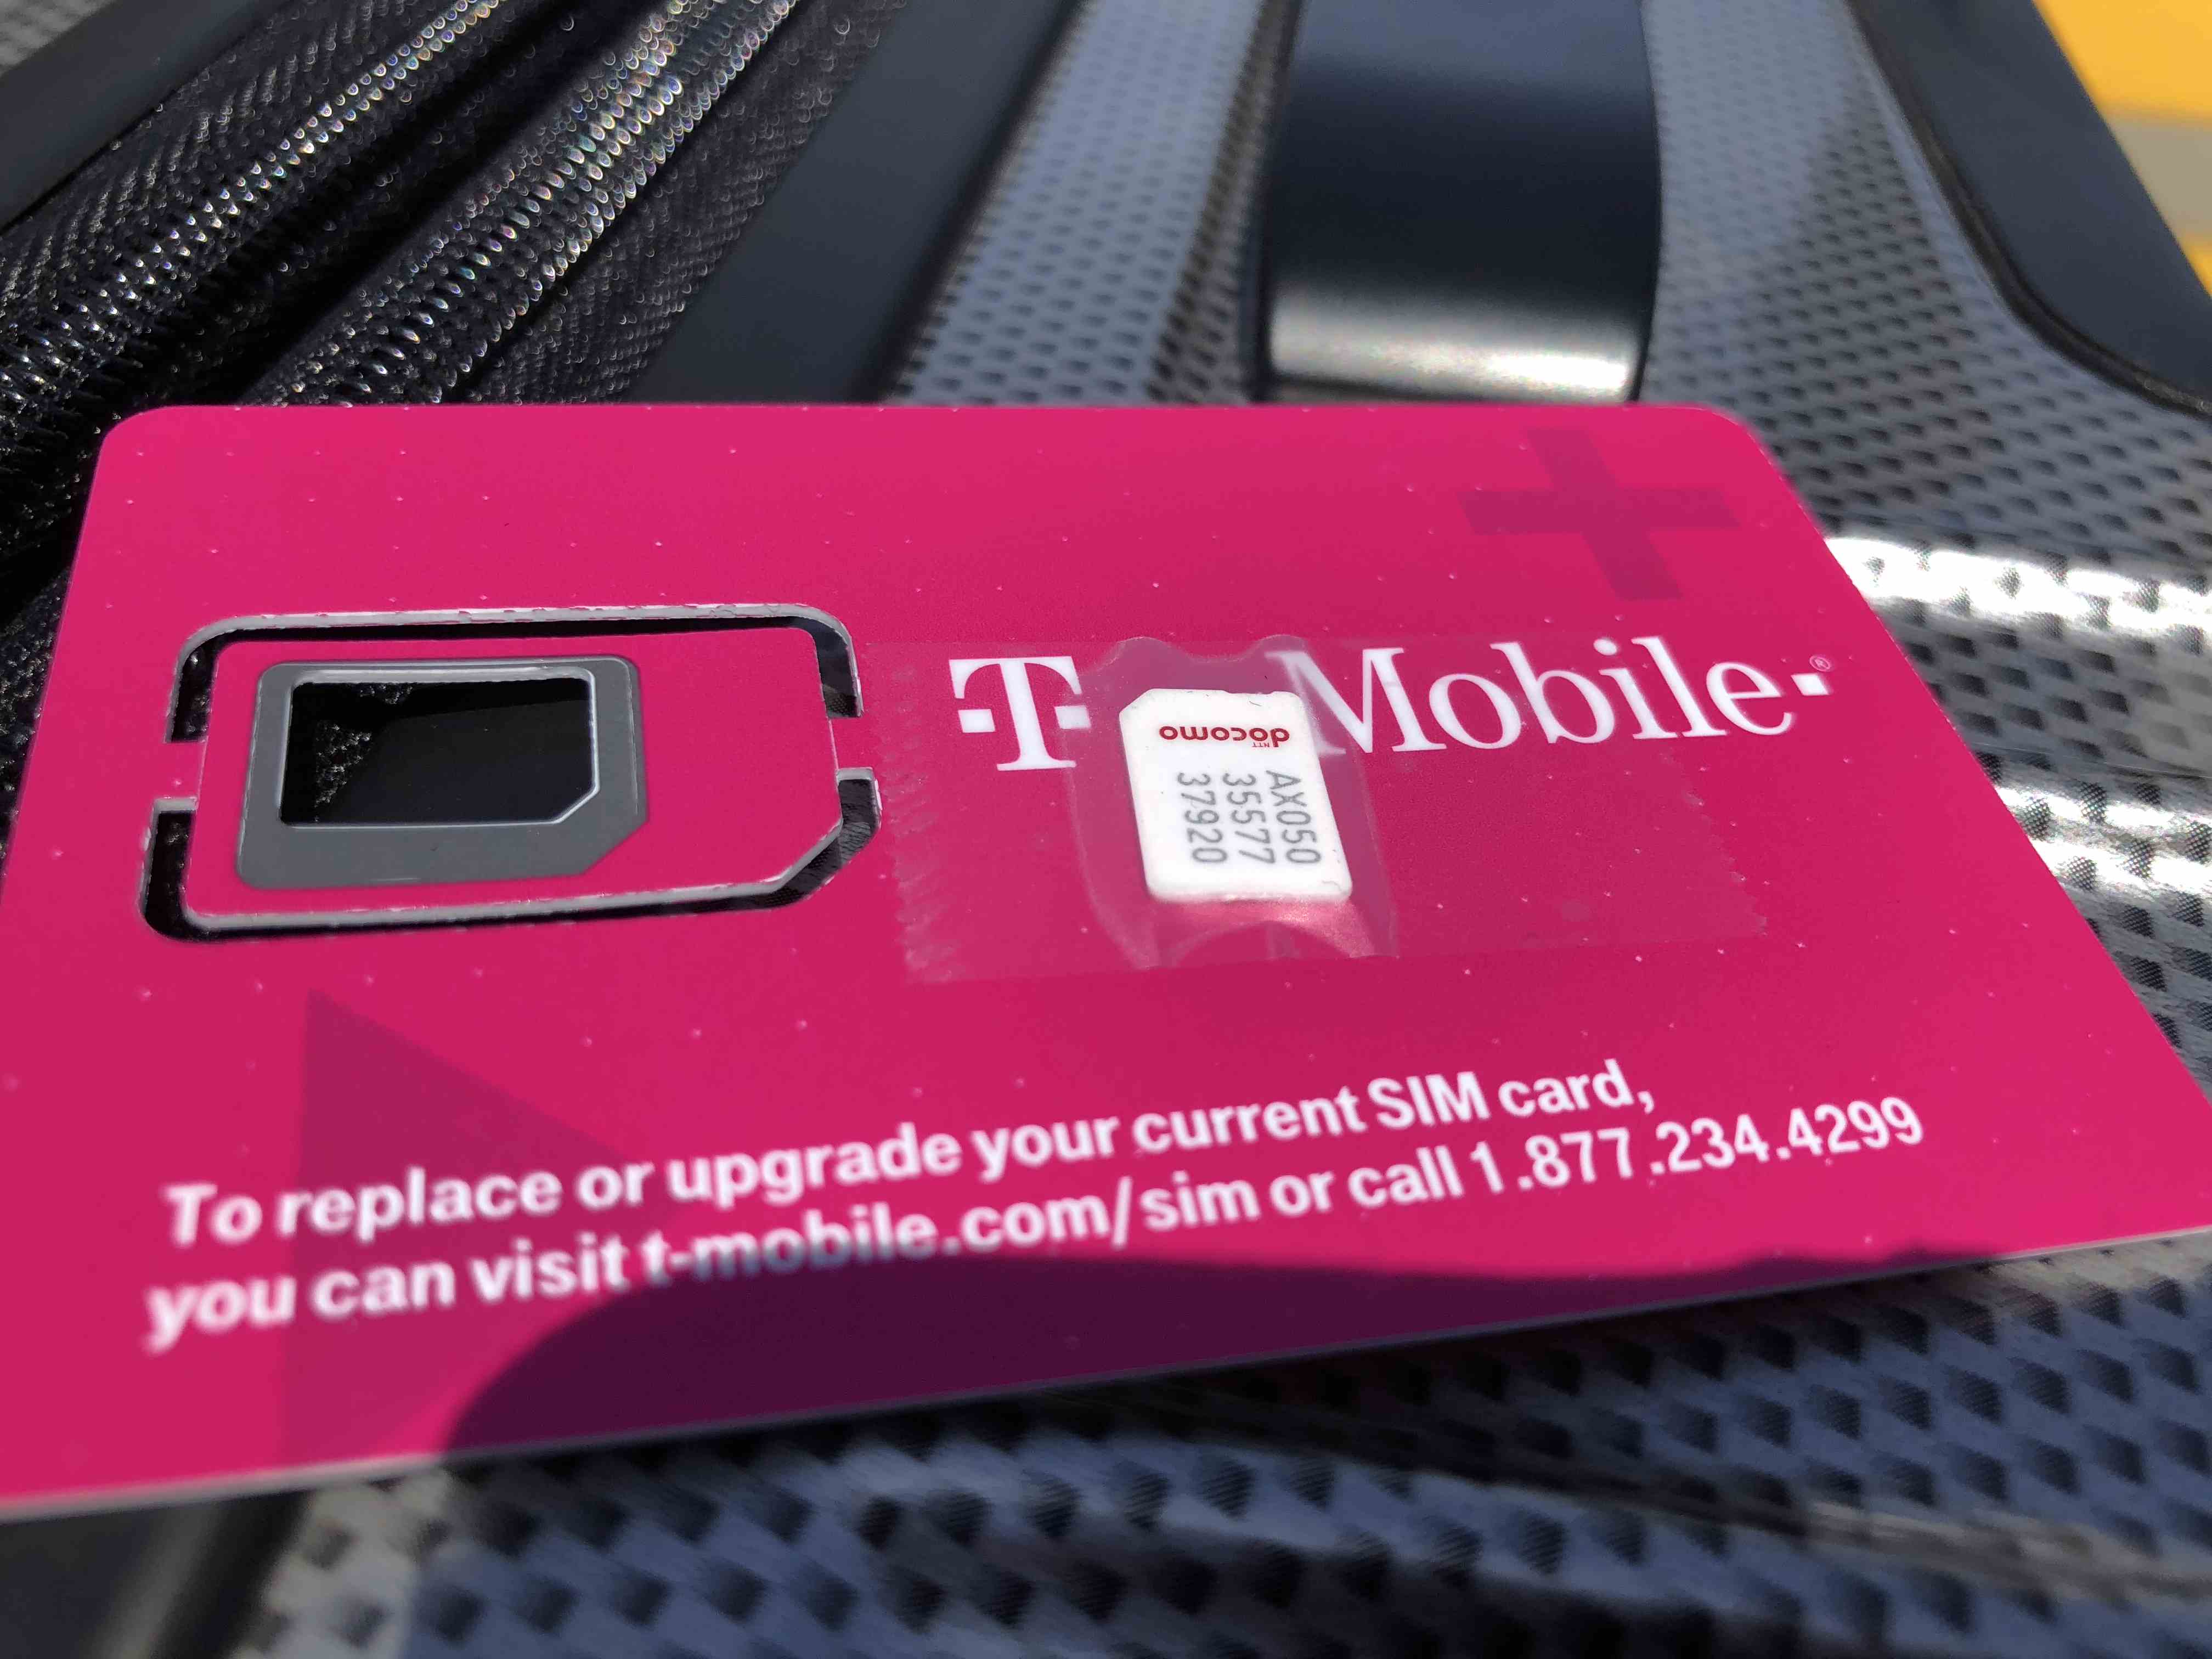 T Mobile®
NTT
docomo
AX050
35577
37920
To replace or upgrade your current SIM card,
you can visit t-mobile.com/sim or call 1.877.234.4299